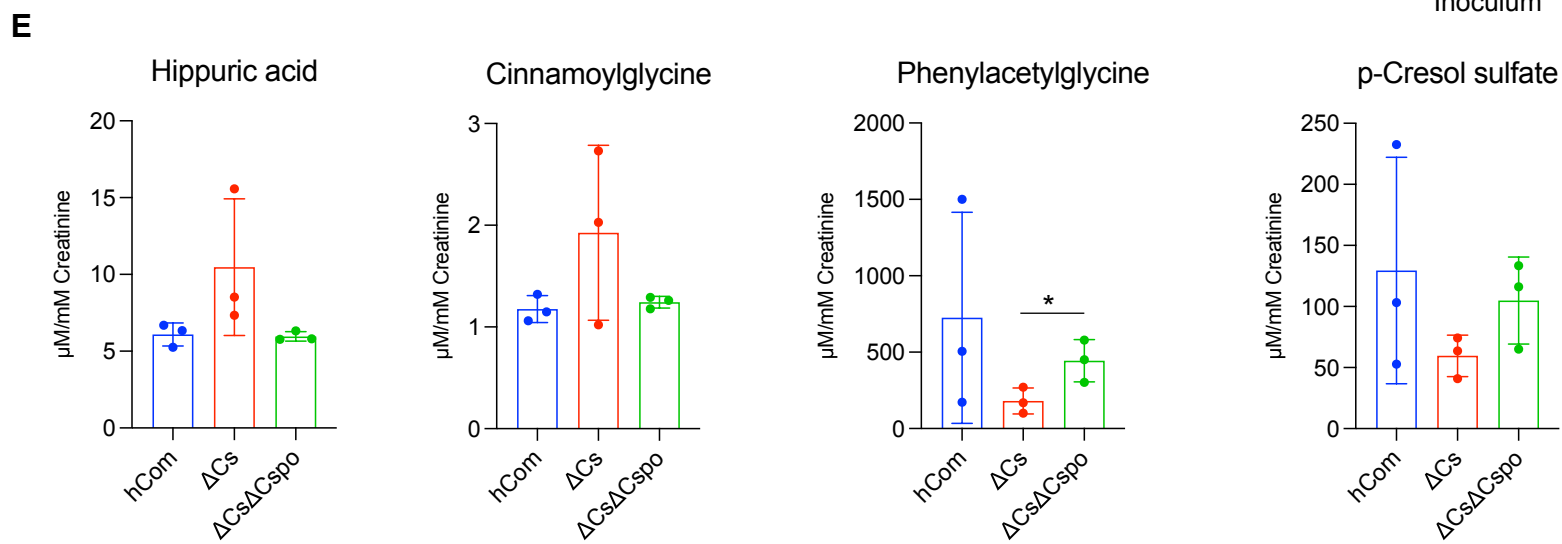 Inoculum
E
Hippuric acid
Cinnamoylglycine
Phenylacetylglycine
p-Cresol sulfate
µM/mM Creatinine
20
15
10
5
0
hCom
ΔCs
ΔCsΔCspo
µM/mM Creatinine
3
2
1
0
hCom
ΔCs
ΔCsΔCspo
µM/mM Creatinine
2000
1500
1000
500
0
*
hCom
ΔCs
ΔCsΔCspo
µM/mM Creatinine
250
200
150
100
50
0
hCom
ΔCs
ΔCsΔCspo